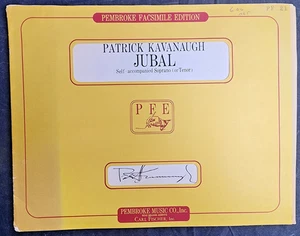 PEMBROKE FACSIMILE EDITION
PATRICK KAVANAUGH
JUBAL
(Self-accompanied Soprano (or Tenor))
PFE
PEMBROKE MUSIC CO., Inc.
CARL FISCHER, Inc.